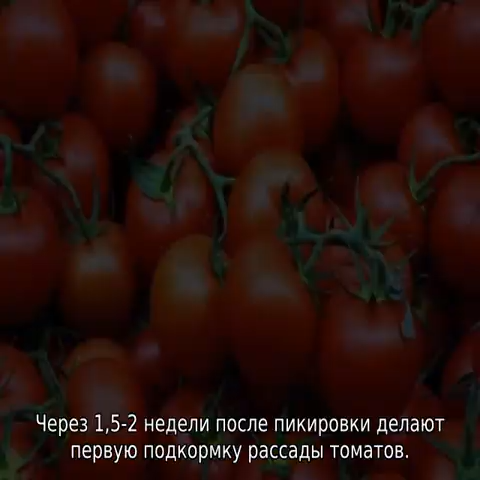 Через 1,5-2 недели после пикировки делают
первую подкормку рассады томатов.